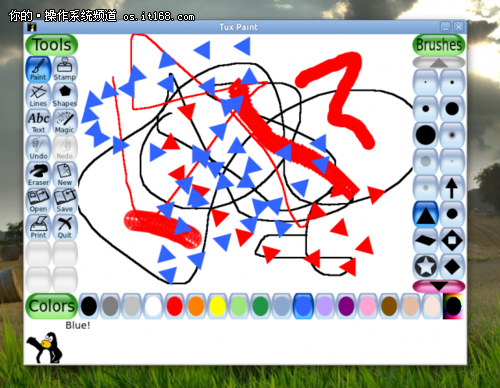 你的·操作系统频道 os.it168.com
Tux Paint
Tools
Brushes
Paint Stamp
Lines Shapes
Abc
Text Magic
Undo Redo
Eraser New
Open Save
Print Quit
Colors
Blue!